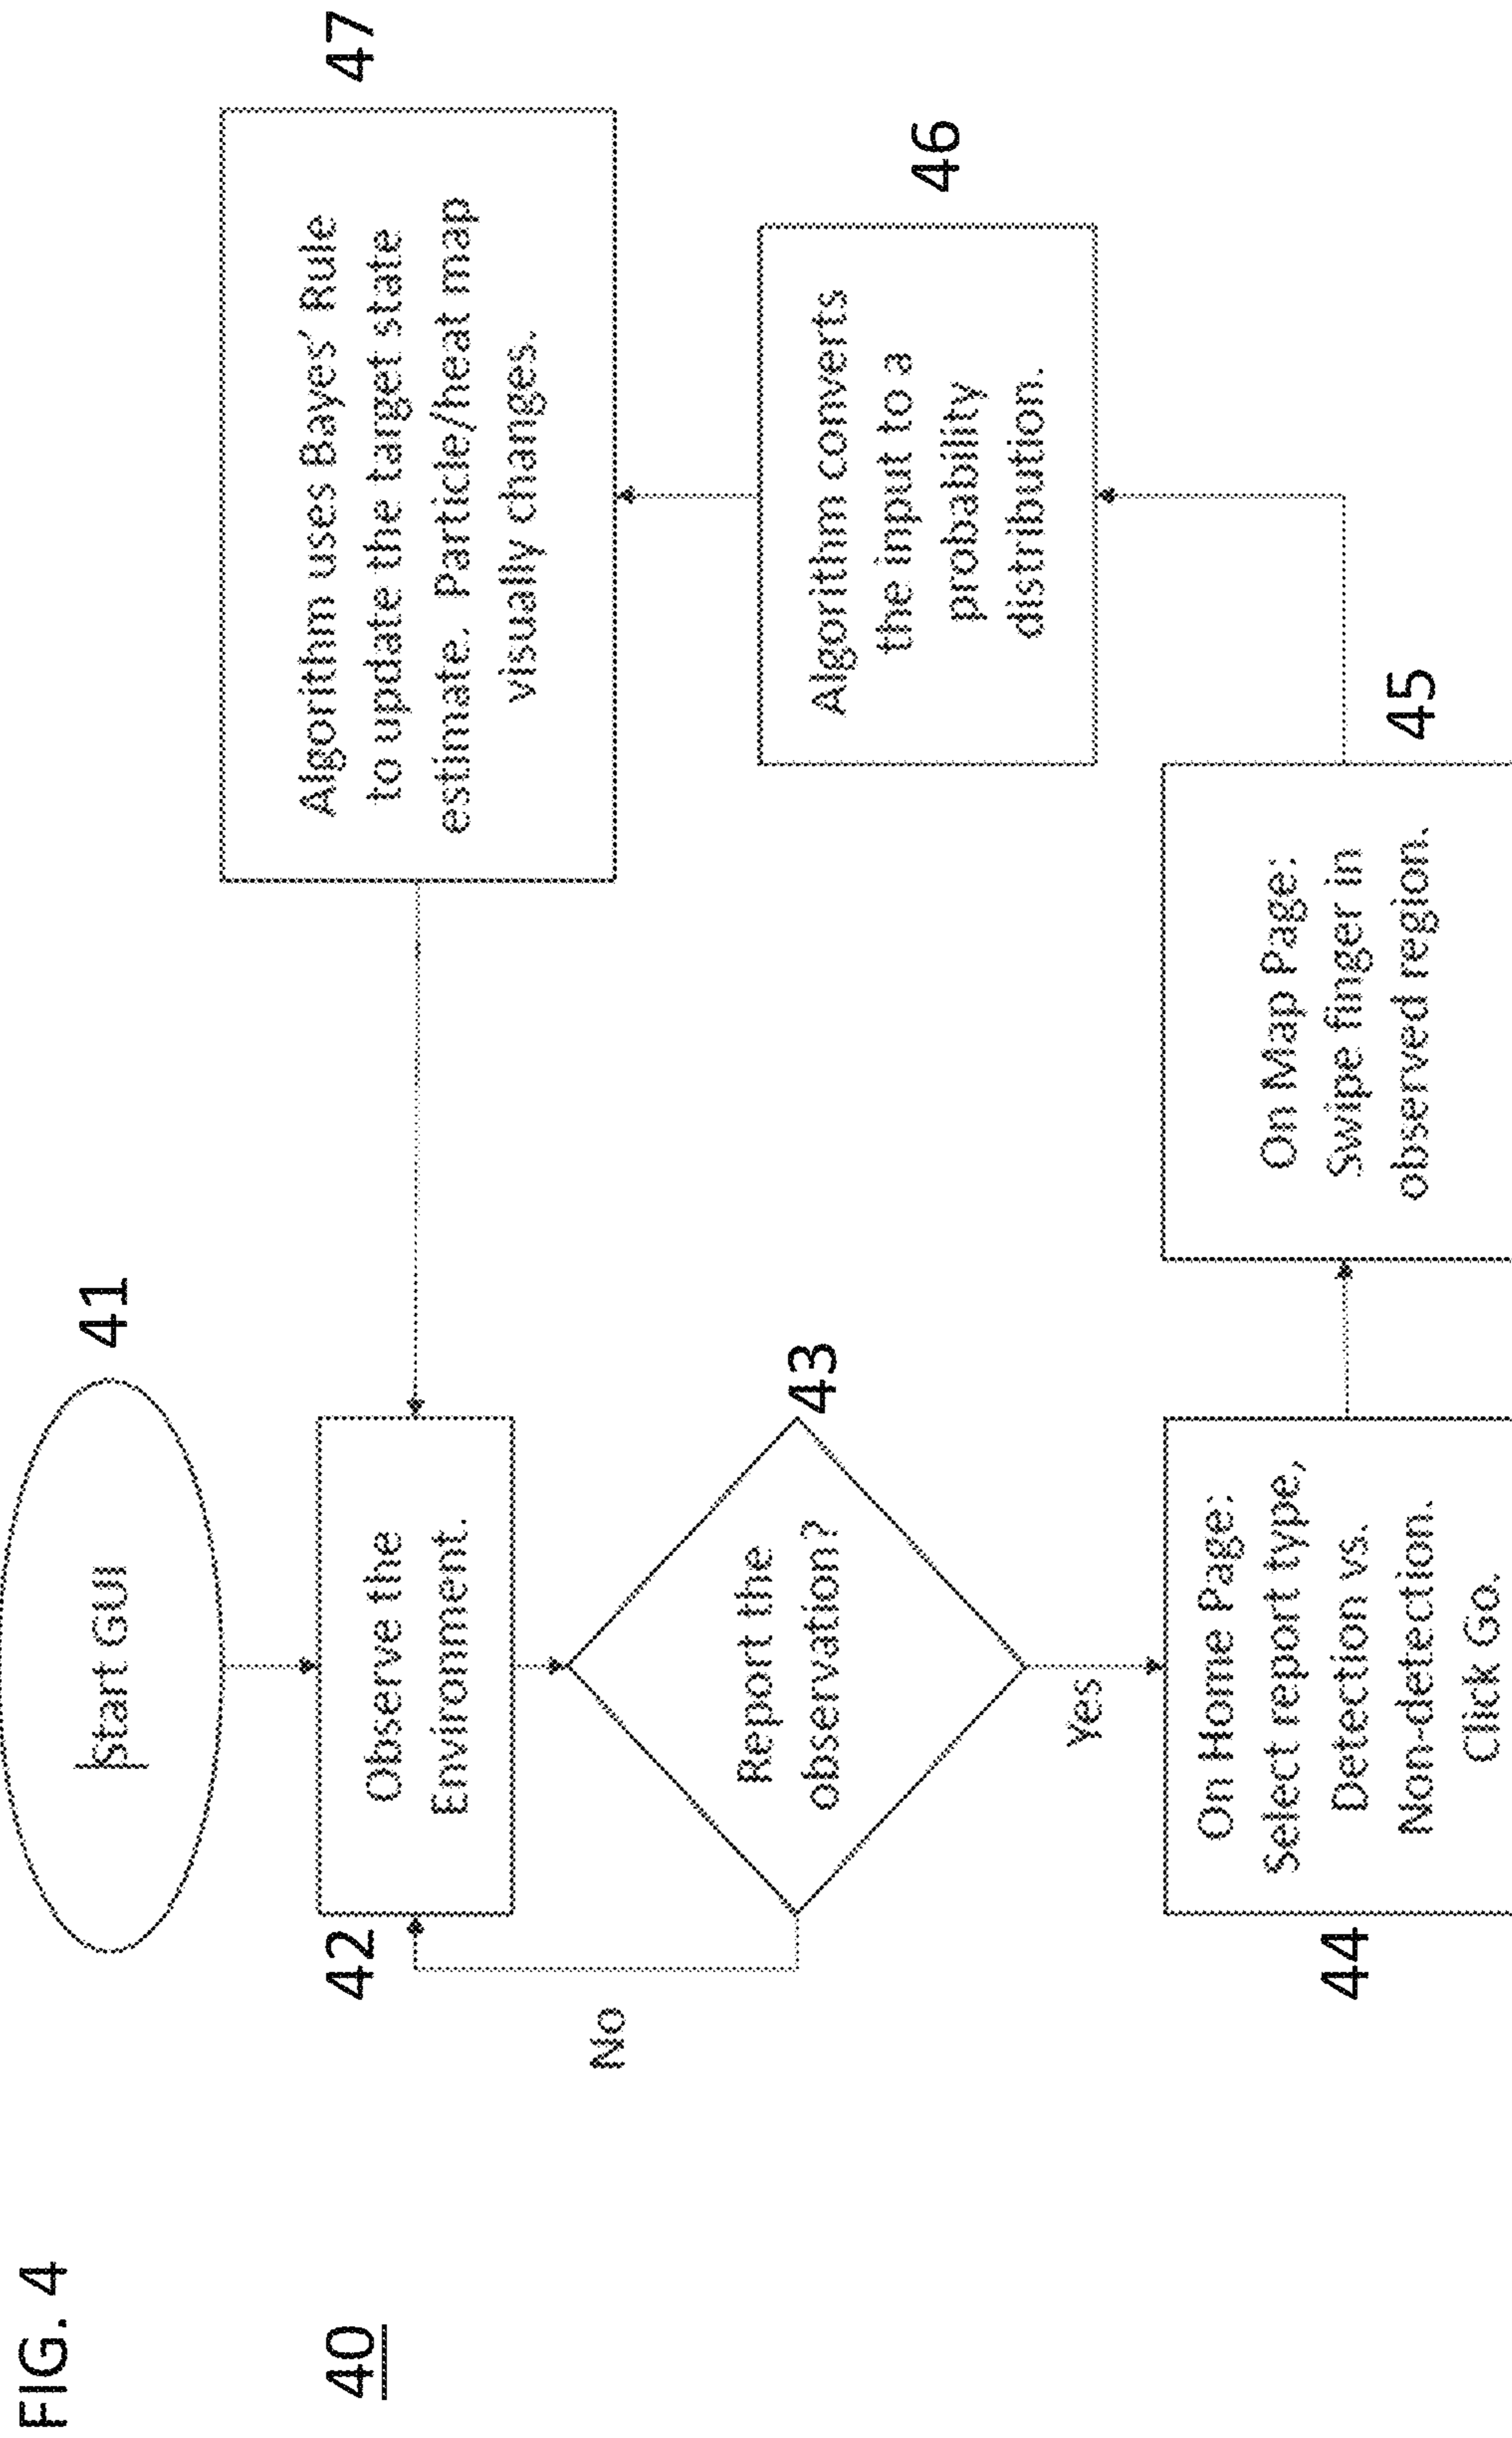 FIG. 4
40
41
Start GUI
42
Observe the
Environment.
43
Report the
observation?
No
Yes
44
On Home Page:
Select report type,
Detection vs.
Non-detection.
Click Go.
45
On Map Page:
Swipe finger in
observed region.
46
Algorithm converts
the input to a
probability
distribution.
47
Algorithm uses Bayes' Rule
to update the target state
estimate. Particle/heat map
visually changes.